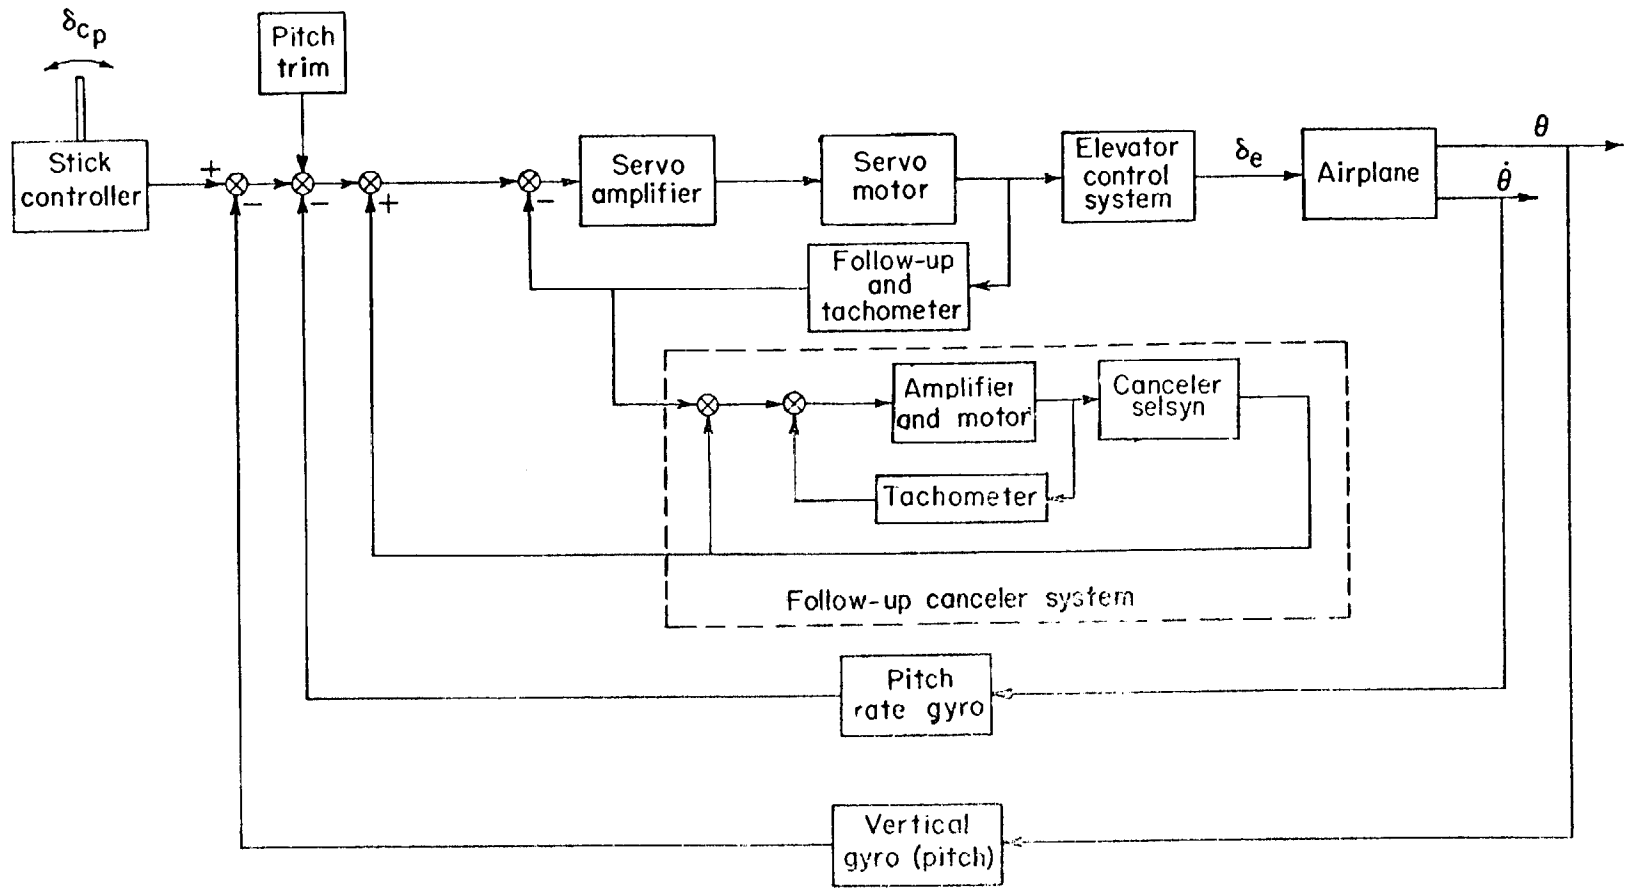 δcp
Pitch
trim
Stick
controller
+
−
−
+
−
Servo
amplifier
Servo
motor
Elevator
control
system
δe
Airplane
θ
θ̇
Follow-up
and
tachometer
Amplifier
and motor
Canceler
selsyn
Tachometer
Follow-up canceler system
Pitch
rate gyro
Vertical
gyro (pitch)